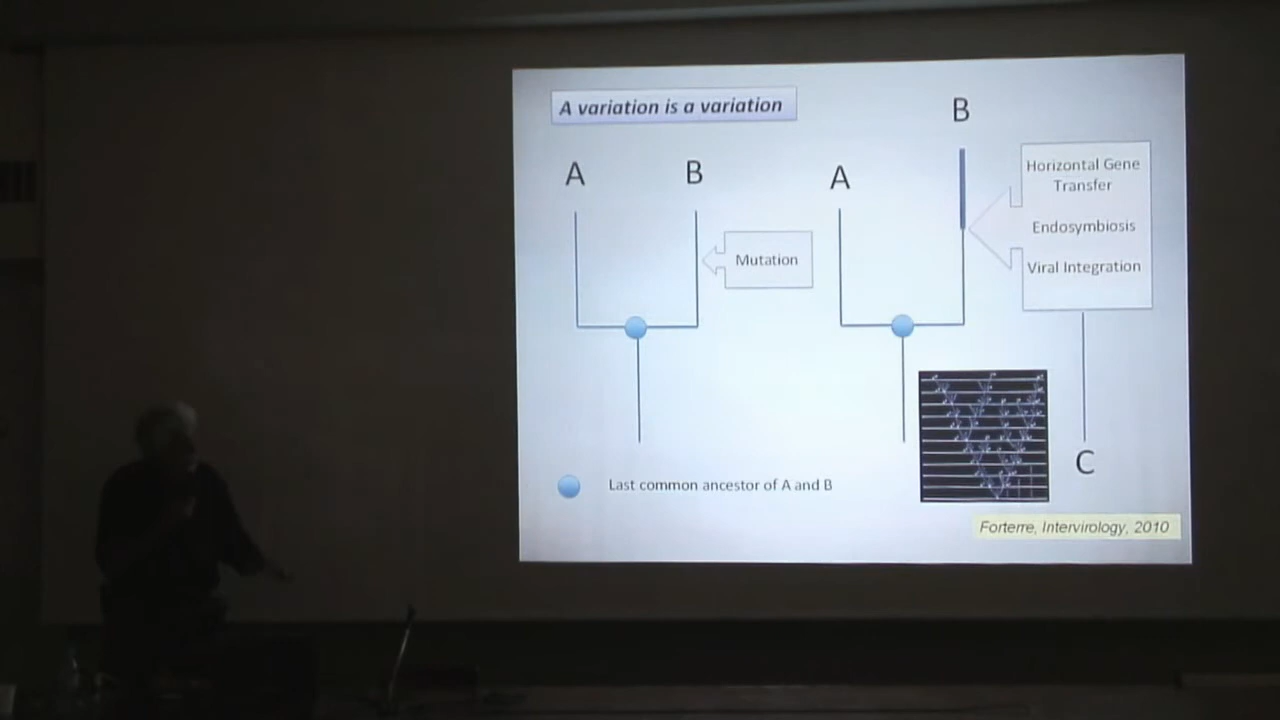 A variation is a variation
A
B
Mutation
A
B
Horizontal Gene
Transfer
Endosymbiosis
Viral Integration
C
Last common ancestor of A and B
Forterre, Intervirology, 2010